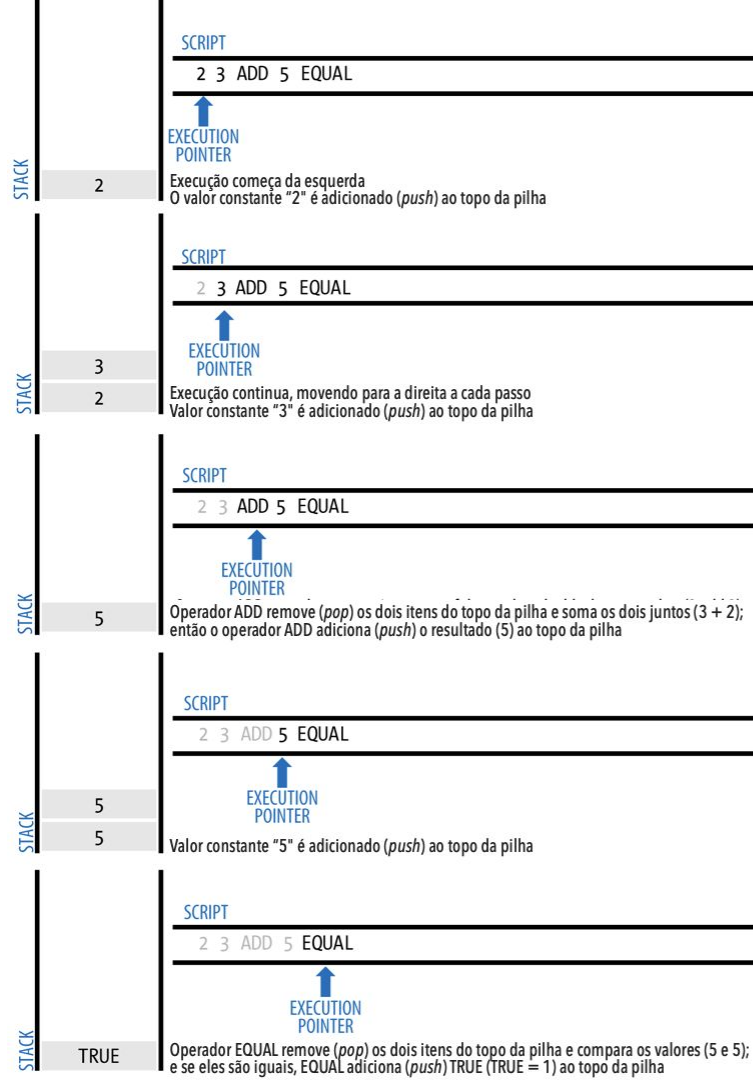 SCRIPT
2 3 ADD 5 EQUAL
EXECUTION
POINTER
STACK
2
Execução começa da esquerda
O valor constante “2" é adicionado (push) ao topo da pilha
SCRIPT
2 3 ADD 5 EQUAL
EXECUTION
POINTER
STACK
3
2
Execução continua, movendo para a direita a cada passo
Valor constante “3" é adicionado (push) ao topo da pilha
SCRIPT
2 3 ADD 5 EQUAL
EXECUTION
POINTER
STACK
5
Operador ADD remove (pop) os dois itens do topo da pilha e soma os dois juntos (3 + 2);
então o operador ADD adiciona (push) o resultado (5) ao topo da pilha
SCRIPT
2 3 ADD 5 EQUAL
EXECUTION
POINTER
STACK
5
5
Valor constante “5" é adicionado (push) ao topo da pilha
SCRIPT
2 3 ADD 5 EQUAL
EXECUTION
POINTER
STACK
TRUE
Operador EQUAL remove (pop) os dois itens do topo da pilha e compara os valores (5 e 5);
e se eles são iguais, EQUAL adiciona (push) TRUE (TRUE = 1) ao topo da pilha